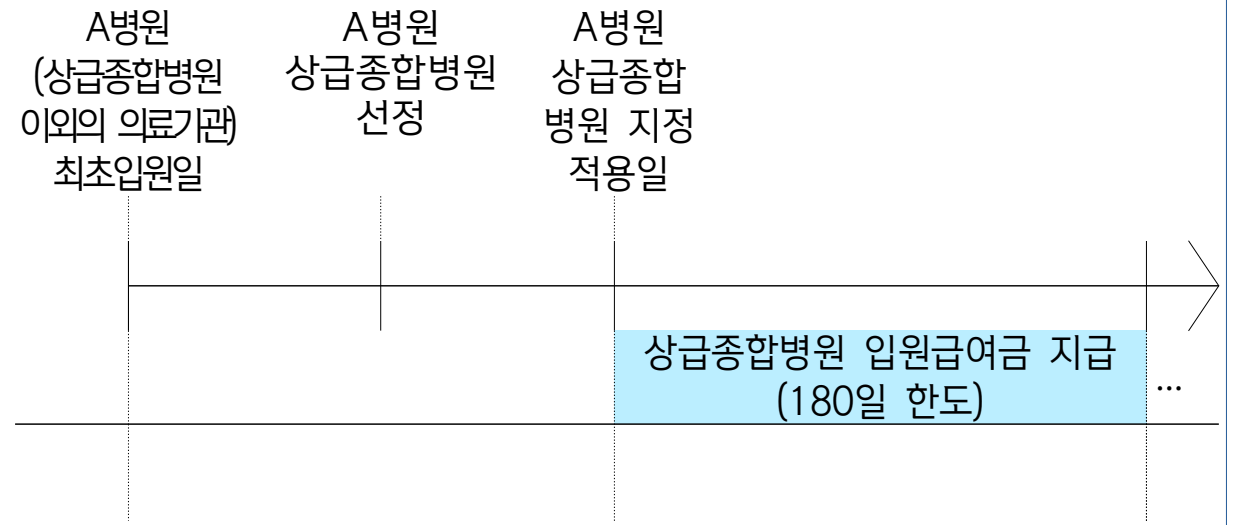 A병원
(상급종합병원
이외의 의료기관)
최초입원일
A병원
상급종합병원
선정
A병원
상급종합
병원 지정
적용일
상급종합병원 입원급여금 지급
(180일 한도)
...